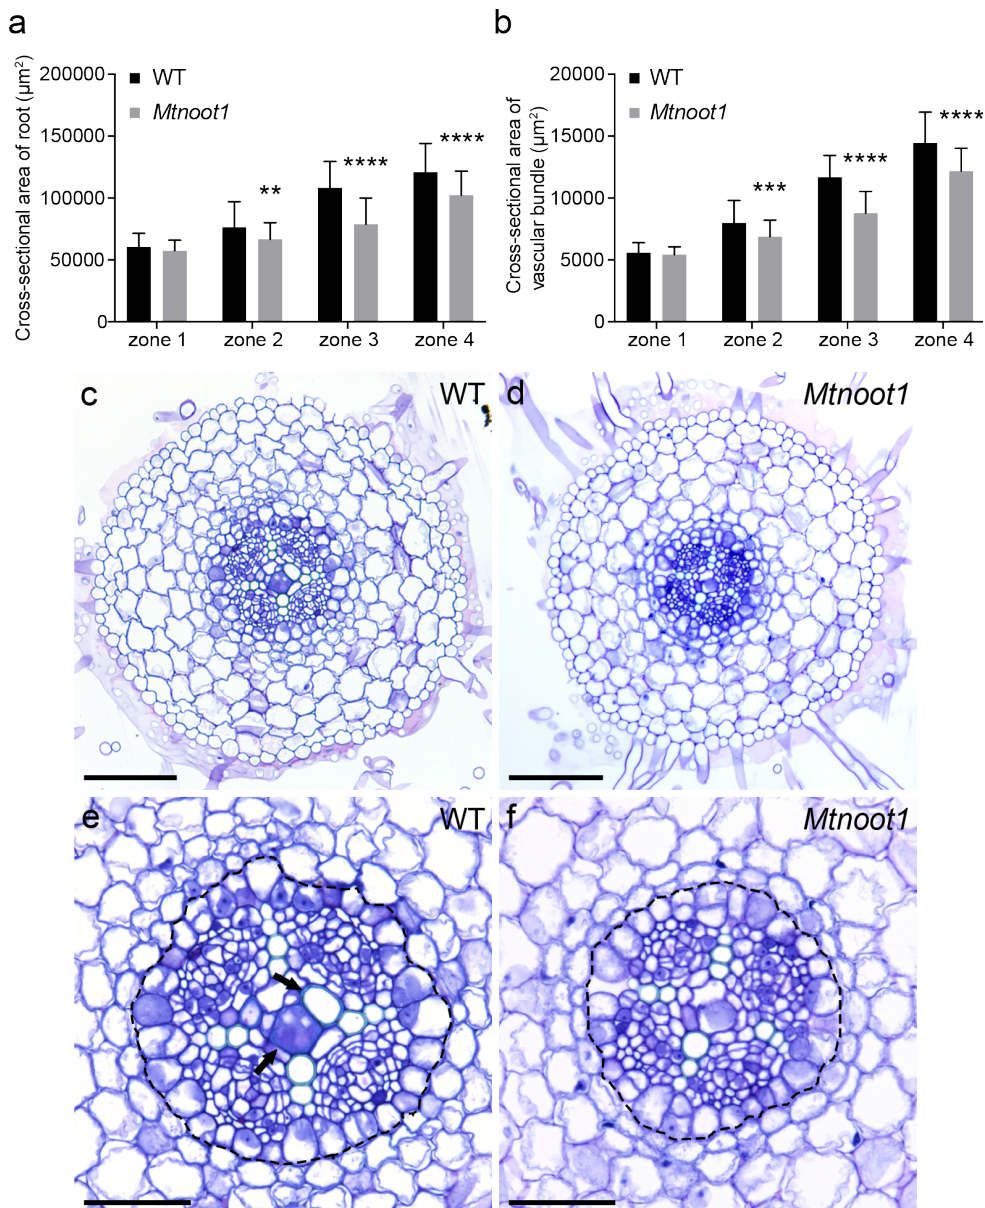 a
Cross-sectional area of root (µm²)
200000
150000
100000
50000
0
WT
Mtnoot1
**
****
****
zone 1
zone 2
zone 3
zone 4
b
Cross-sectional area of
vascular bundle (µm²)
20000
15000
10000
5000
0
WT
Mtnoot1
***
****
****
zone 1
zone 2
zone 3
zone 4
c
WT
d
Mtnoot1
e
WT
f
Mtnoot1